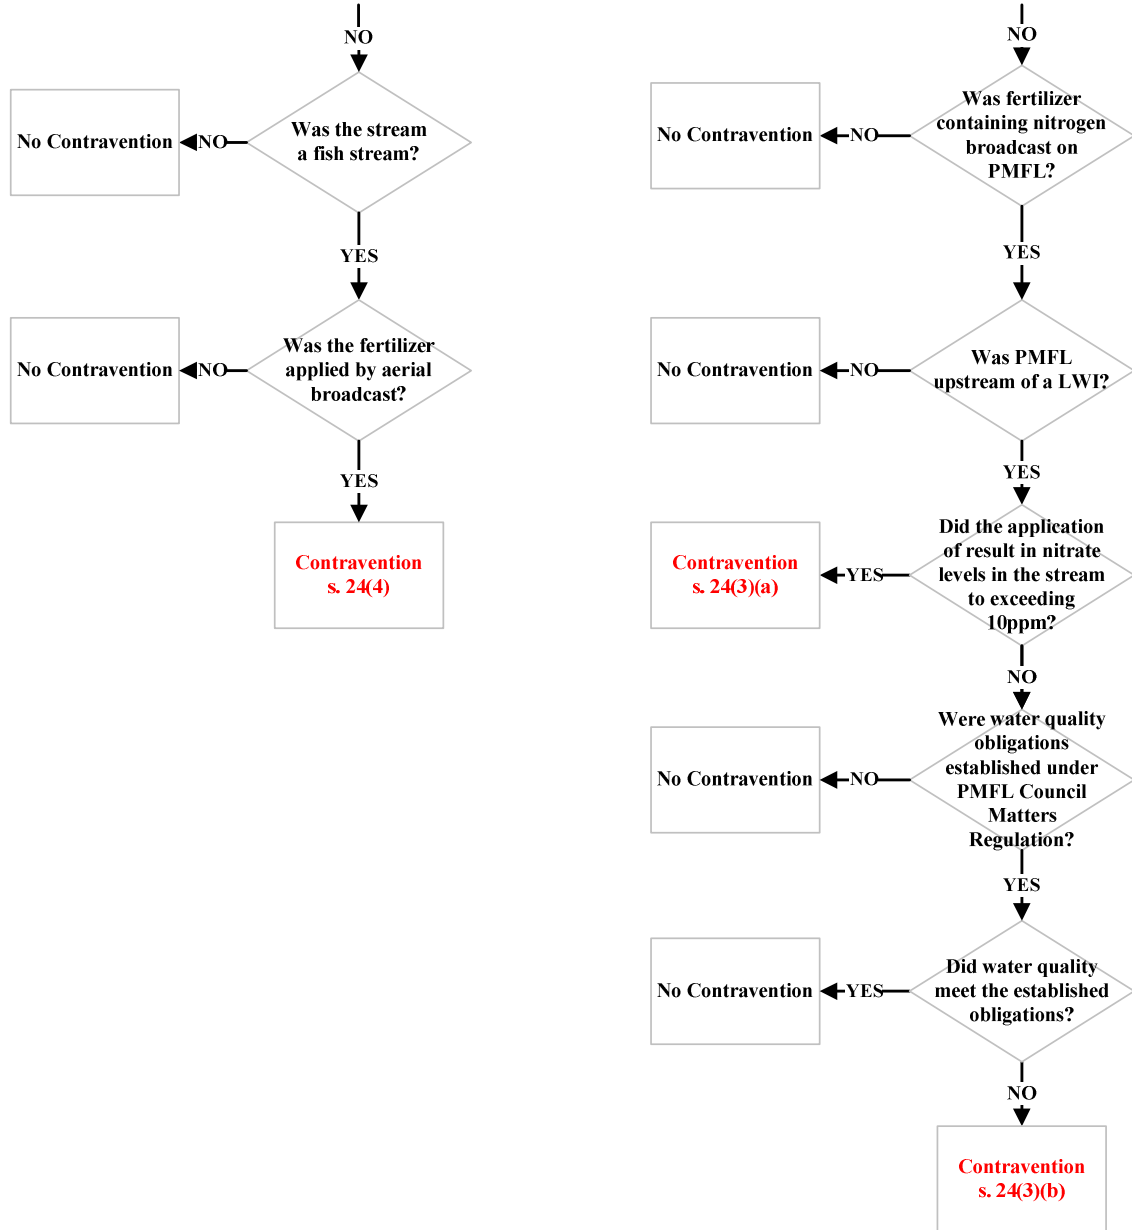 NO
Was the stream
a fish stream?
NO
No Contravention
YES
Was the fertilizer
applied by aerial
broadcast?
NO
No Contravention
YES
Contravention
s. 24(4)
NO
Was fertilizer
containing nitrogen
broadcast on
PMFL?
NO
No Contravention
YES
Was PMFL
upstream of a LWI?
NO
No Contravention
YES
Did the application
of result in nitrate
levels in the stream
to exceeding
10ppm?
YES
Contravention
s. 24(3)(a)
NO
Were water quality
obligations
established under
PMFL Council
Matters
Regulation?
NO
No Contravention
YES
Did water quality
meet the established
obligations?
YES
No Contravention
NO
Contravention
s. 24(3)(b)